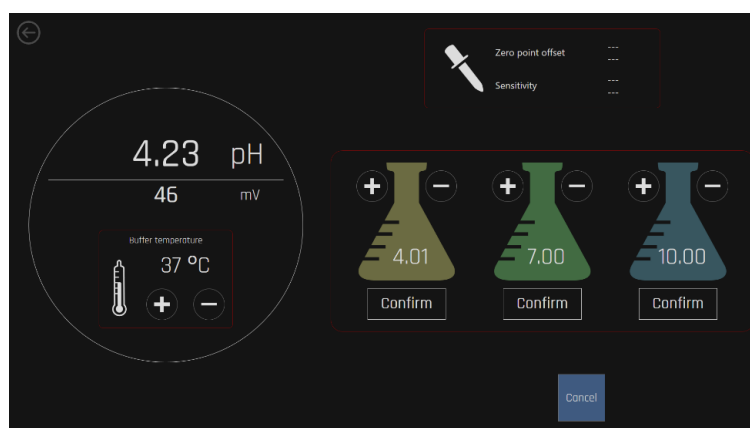 Zero point offset ---
---
Sensitivity ---
---
4.23 pH
46 mV
Buffer temperature
37 °C
4.01 7.00 10.00
Confirm Confirm Confirm
Cancel